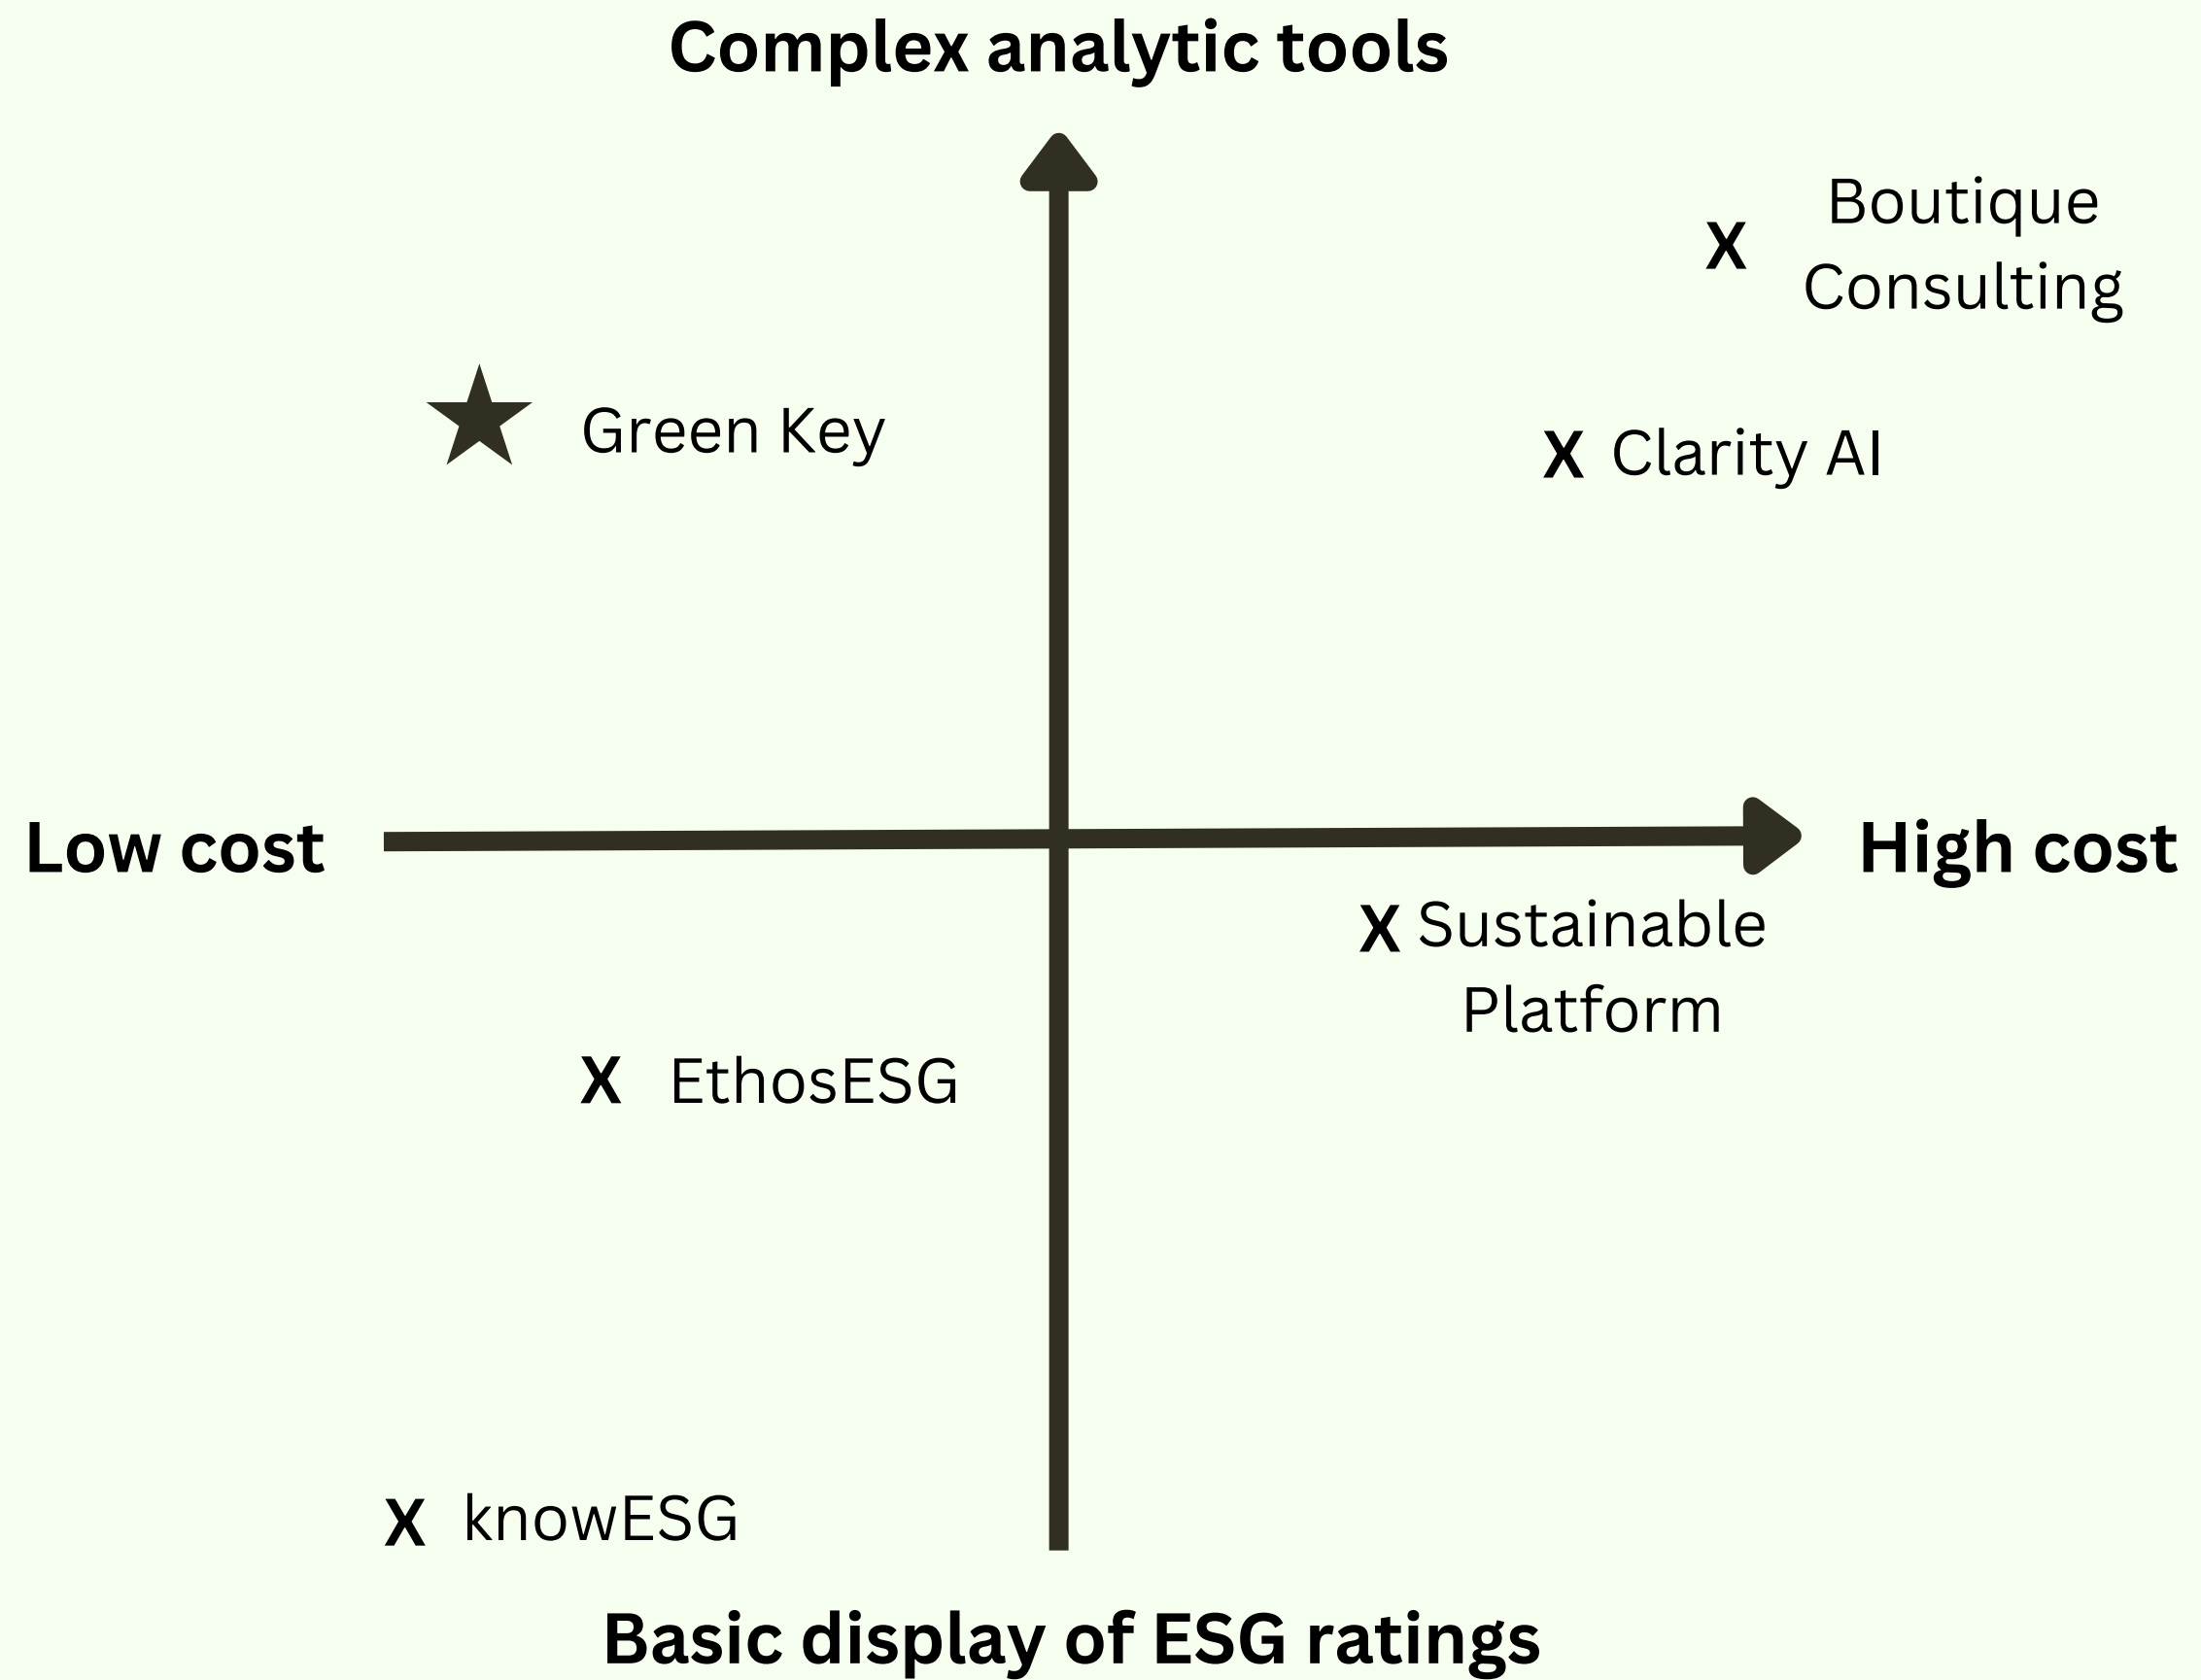 Complex analytic tools
X Boutique
Consulting
Green Key
X Clarity AI
Low cost
High cost
X Sustainable
Platform
X EthosESG
X knowESG
Basic display of ESG ratings